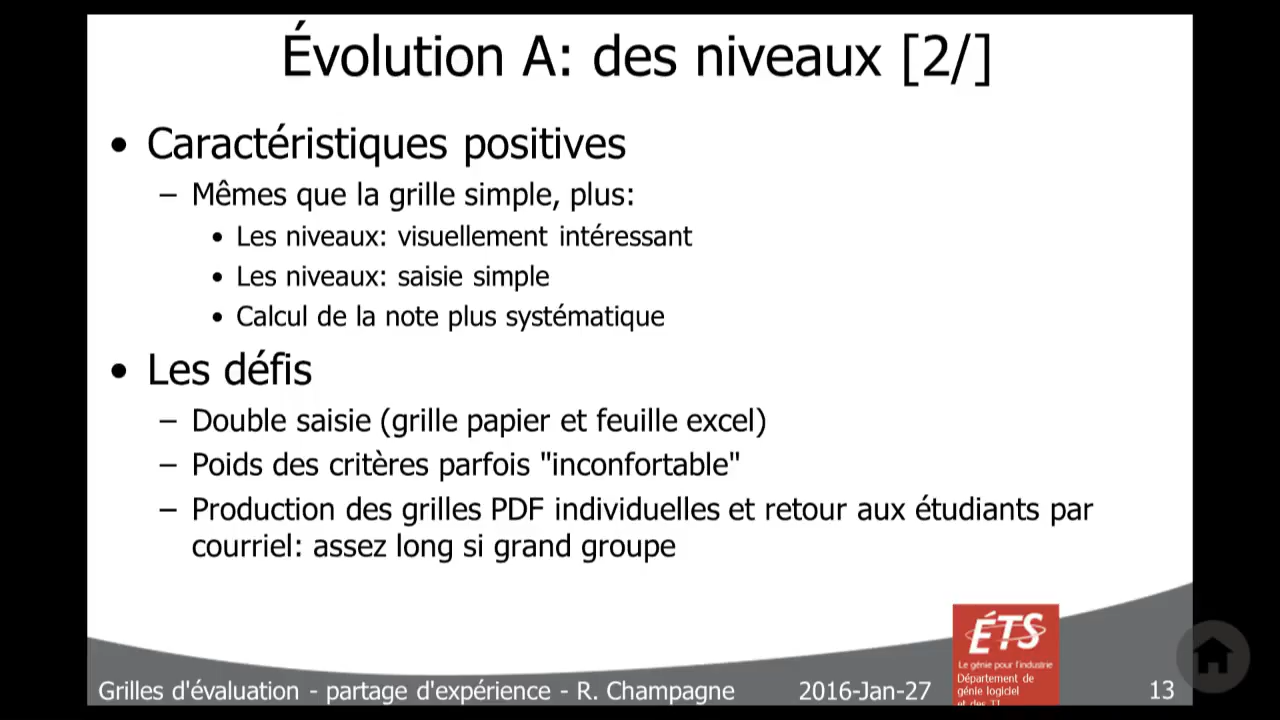 Évolution A: des niveaux [2/]
• Caractéristiques positives
– Mêmes que la grille simple, plus:
• Les niveaux: visuellement intéressant
• Les niveaux: saisie simple
• Calcul de la note plus systématique
• Les défis
– Double saisie (grille papier et feuille excel)
– Poids des critères parfois "inconfortable"
– Production des grilles PDF individuelles et retour aux étudiants par
courriel: assez long si grand groupe
ÉTS
Le génie pour l'industrie
Département de
génie logiciel
et des TI
Grilles d'évaluation - partage d'expérience - R. Champagne
2016-Jan-27
13